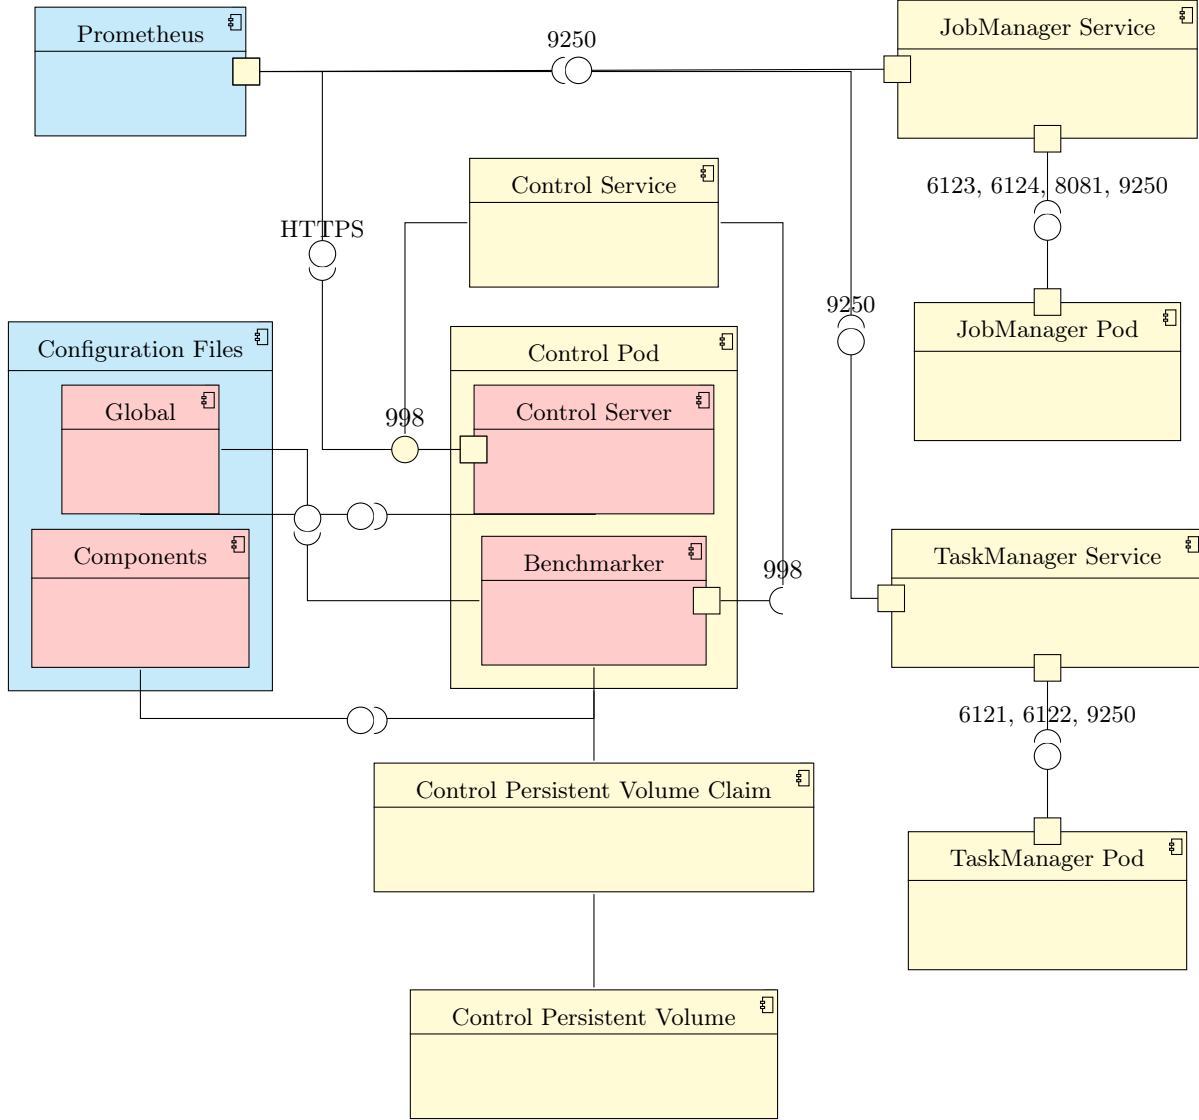 Prometheus
9250
JobManager Service
Control Service
6123, 6124, 8081, 9250
HTTPS
9250
JobManager Pod
Configuration Files
Control Pod
Global
998
Control Server
Components
Benchmarker
998
TaskManager Service
6121, 6122, 9250
Control Persistent Volume Claim
TaskManager Pod
Control Persistent Volume